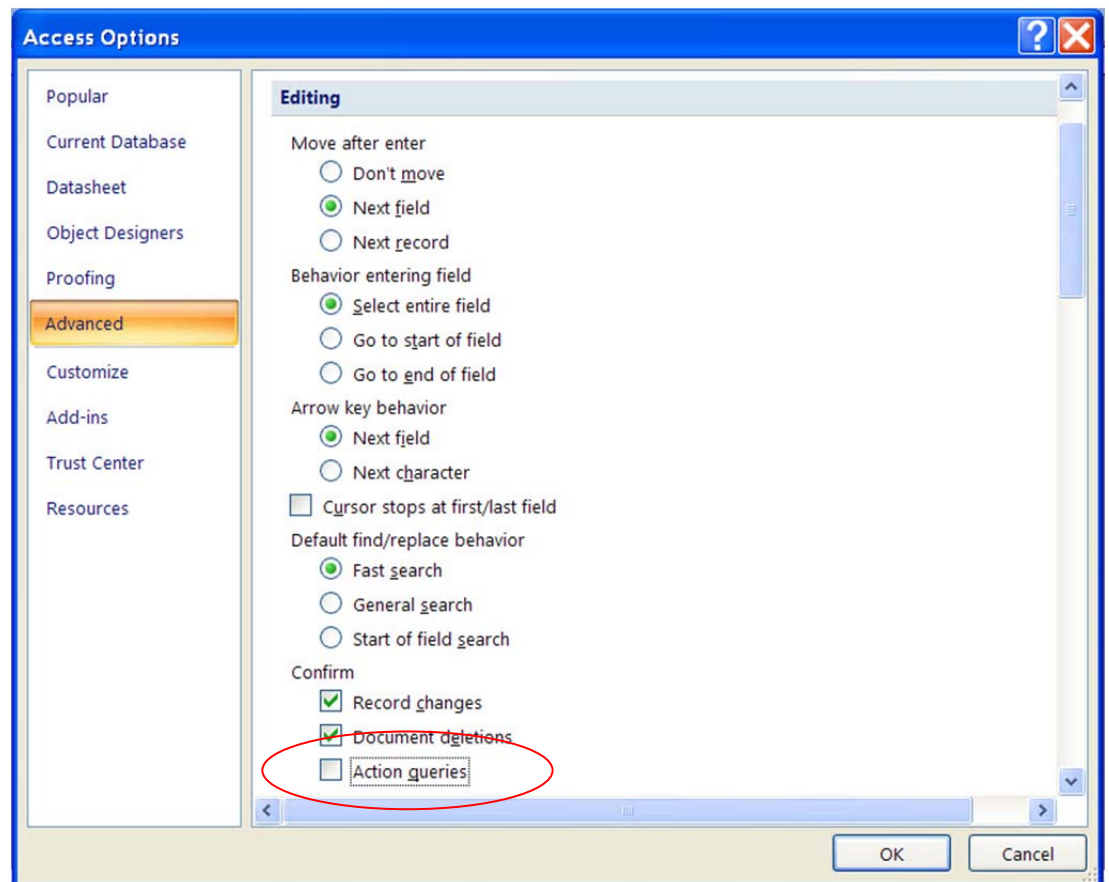 Access Options
Popular
Current Database
Datasheet
Object Designers
Proofing
Advanced
Customize
Add-ins
Trust Center
Resources
Editing
Move after enter
Don't move
Next field
Next record
Behavior entering field
Select entire field
Go to start of field
Go to end of field
Arrow key behavior
Next field
Next character
Cursor stops at first/last field
Default find/replace behavior
Fast search
General search
Start of field search
Confirm
Record changes
Document deletions
Action queries
OK
Cancel